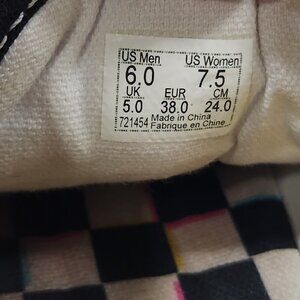 US Men US Women
6.0 7.5
UK EUR CM
5.0 38.0 24.0
721454 Made in China
Fabrique en Chine